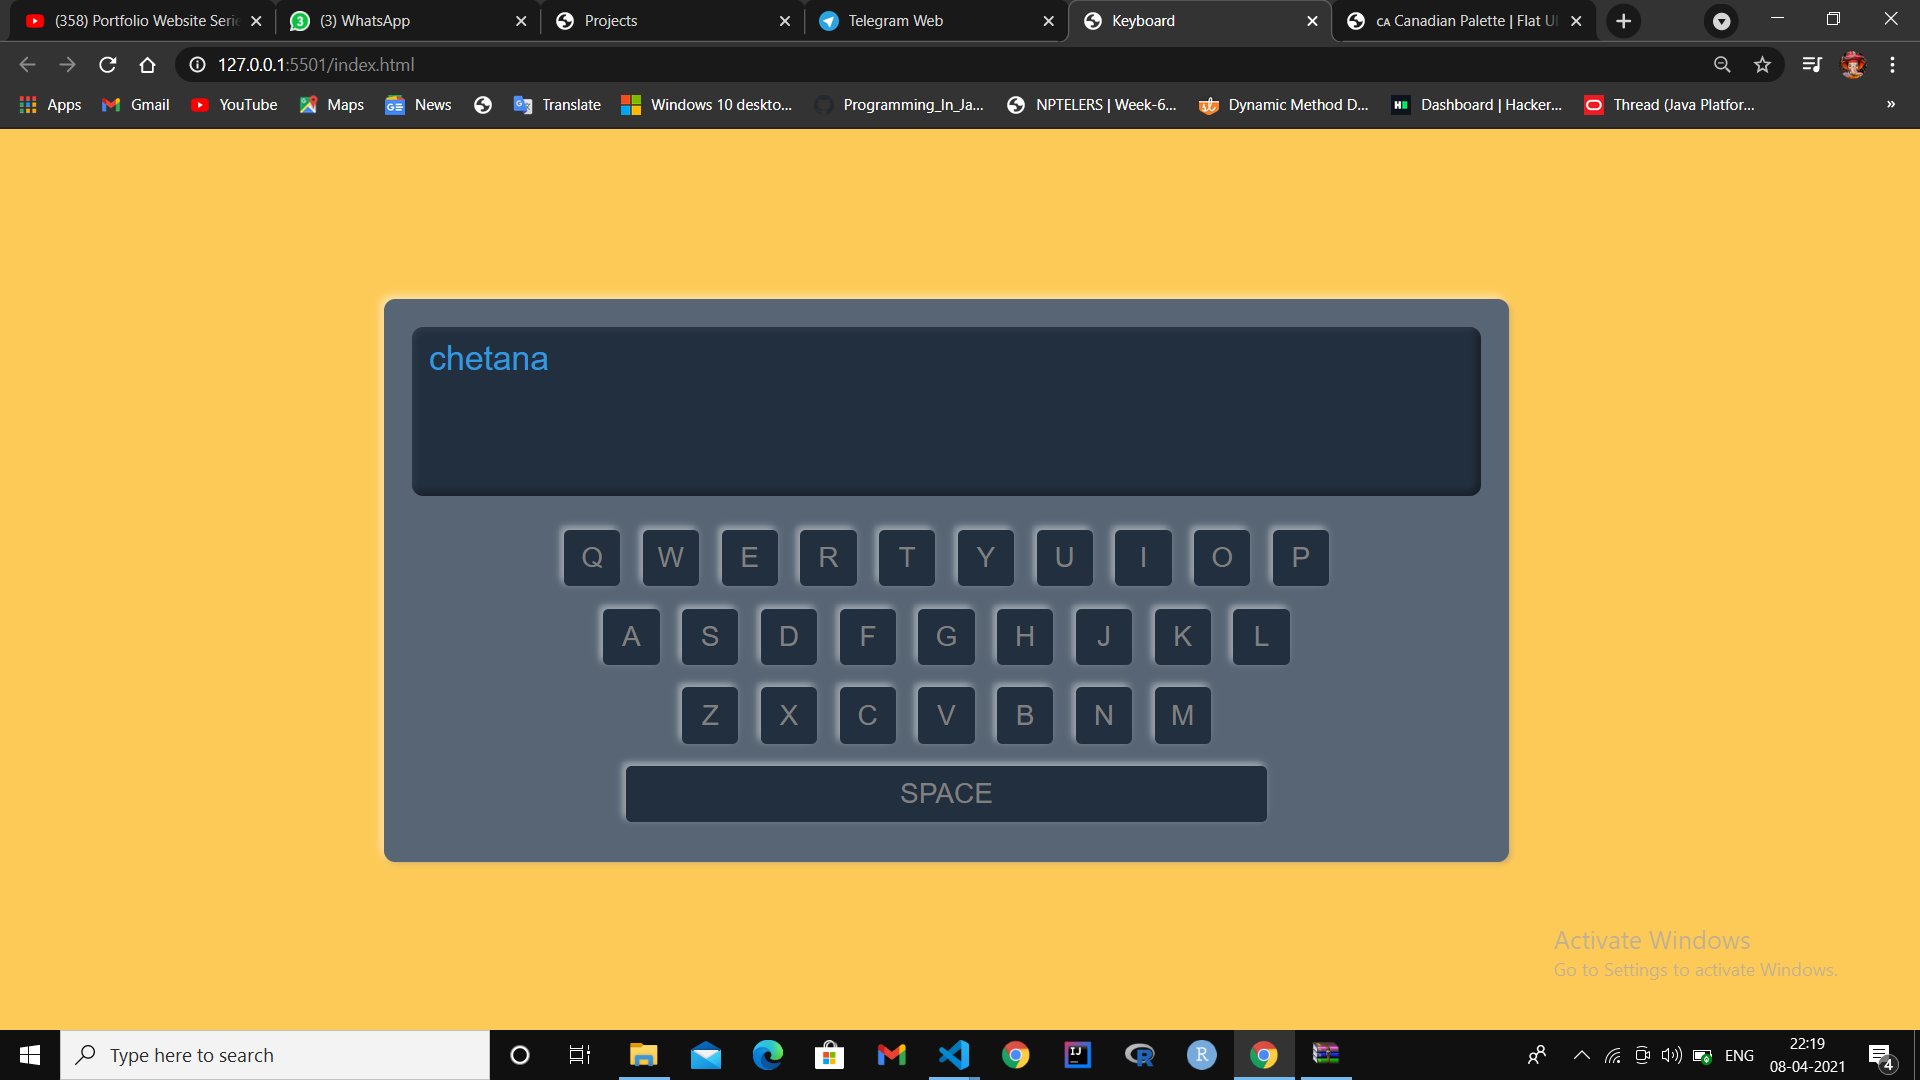 (358) Portfolio Website Seri
(3) WhatsApp
Projects
Telegram Web
Keyboard
CA Canadian Palette | Flat UI
127.0.0.1:5501/index.html
Apps
Gmail
YouTube
Maps
News
Translate
Windows 10 deskto...
Programming_In_Ja...
NPTELERS | Week-6...
Dynamic Method D...
Dashboard | Hacker...
Thread (Java Platfor...
»
chetana
Q W E R T Y U I O P
A S D F G H J K L
Z X C V B N M
SPACE
Activate Windows
Go to Settings to activate Windows.
Type here to search
ENG
22:19
08-04-2021
4